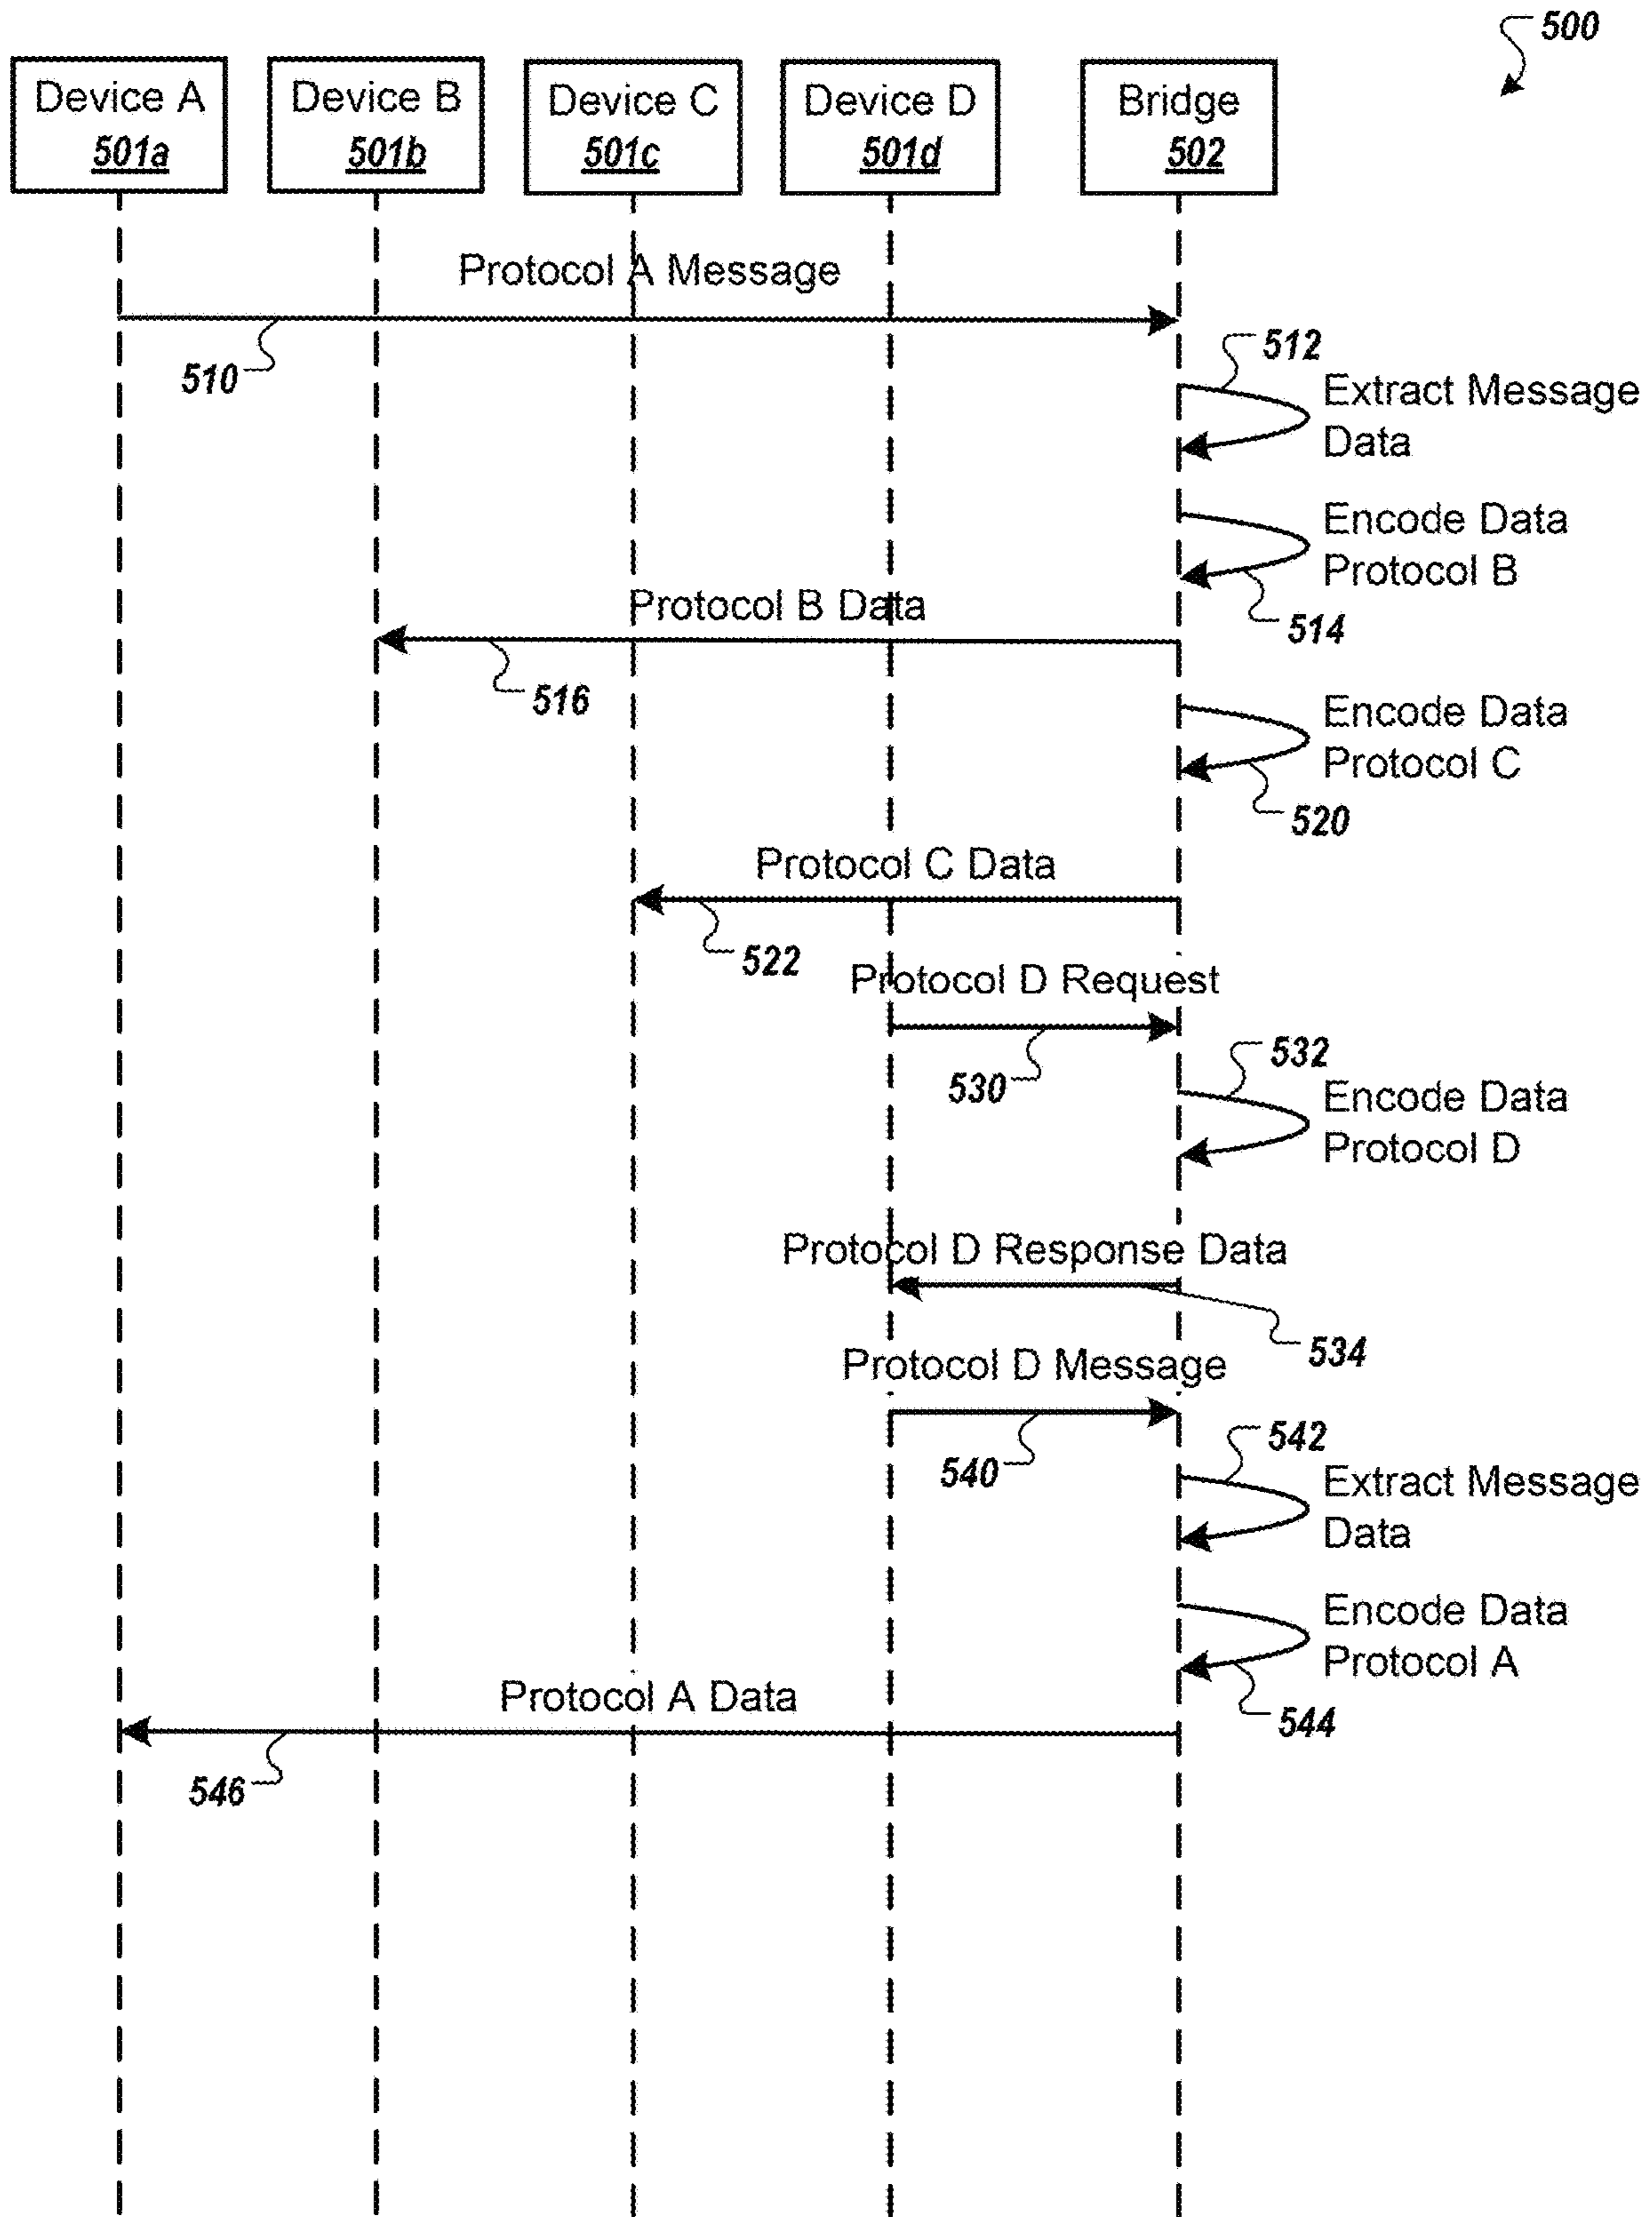 500
Device A
501a
Device B
501b
Device C
501c
Device D
501d
Bridge
502
Protocol A Message
510
512
Extract Message
Data
Encode Data
Protocol B
514
Protocol B Data
516
Encode Data
Protocol C
520
Protocol C Data
522
Protocol D Request
530
532
Encode Data
Protocol D
Protocol D Response Data
534
Protocol D Message
540
542
Extract Message
Data
Encode Data
Protocol A
544
Protocol A Data
546